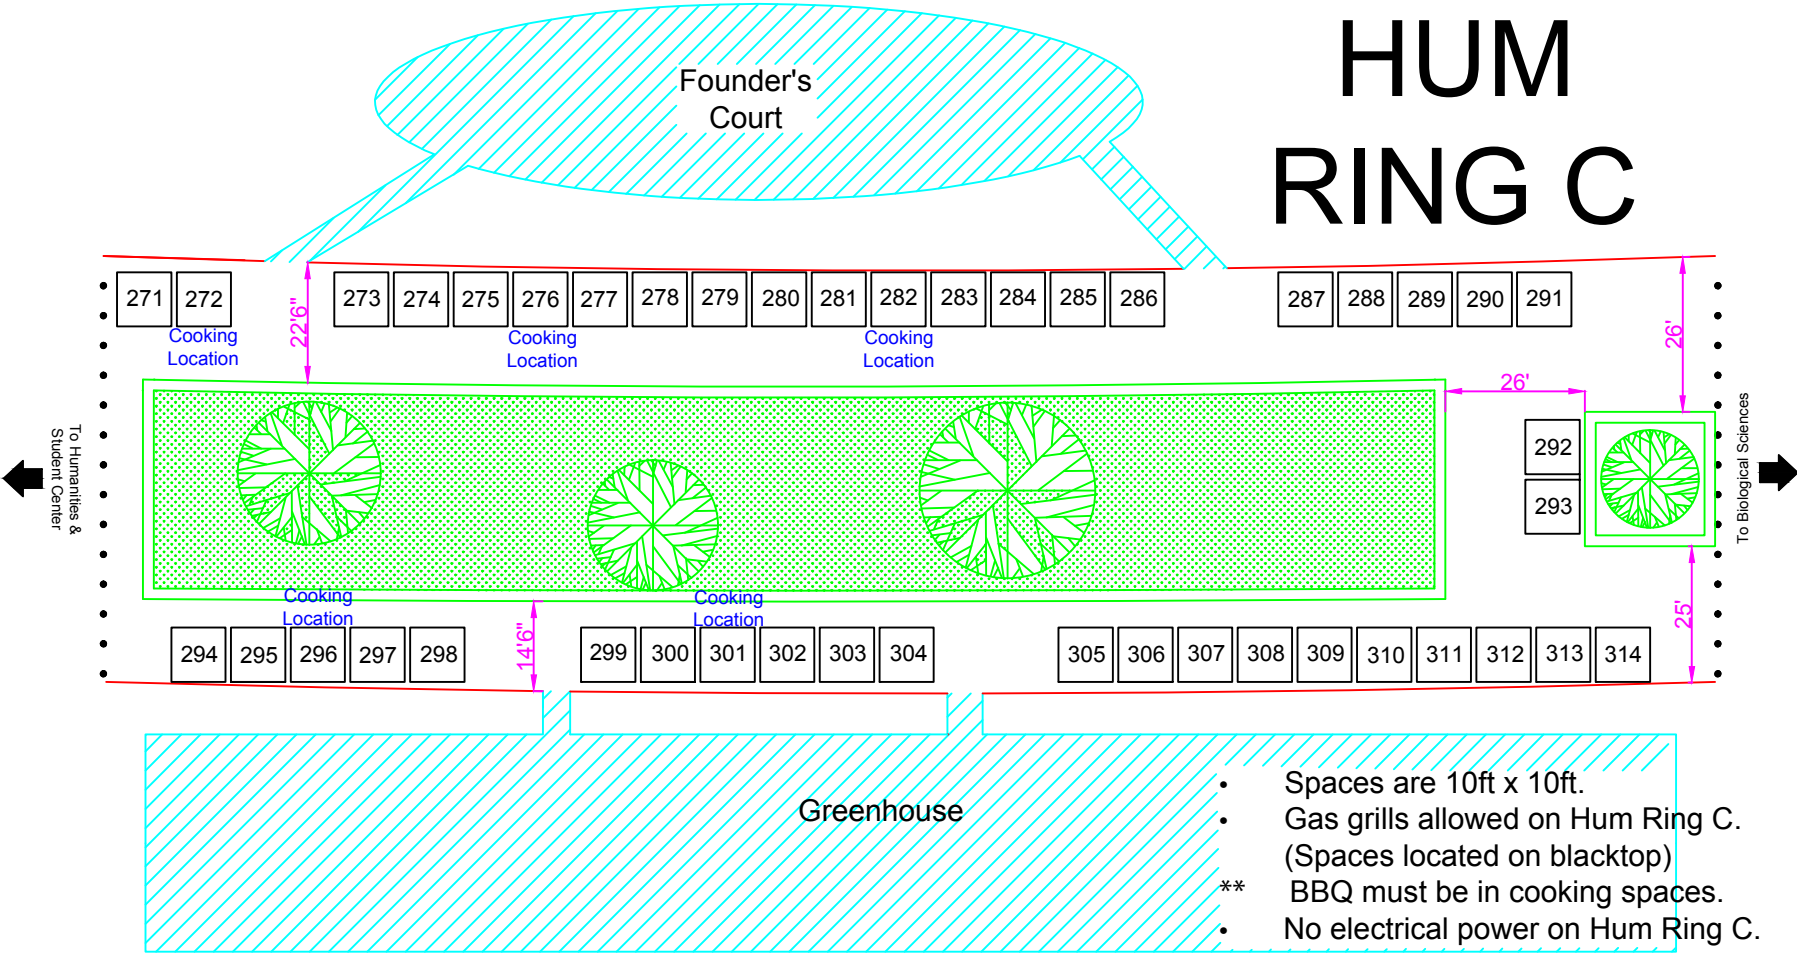 HUM
RING C
Founder's
Court
271 272 273 274 275 276 277 278 279 280 281 282 283 284 285 286 287 288 289 290 291
Cooking
Location
22'6"
Cooking
Location
Cooking
Location
26'
26'
To Humanities &
Student Center
292
293
To Biological Sciences
Cooking
Location
Cooking
Location
14'6"
25'
294 295 296 297 298 299 300 301 302 303 304 305 306 307 308 309 310 311 312 313 314
Greenhouse
• Spaces are 10ft x 10ft.
• Gas grills allowed on Hum Ring C.
(Spaces located on blacktop)
** BBQ must be in cooking spaces.
• No electrical power on Hum Ring C.